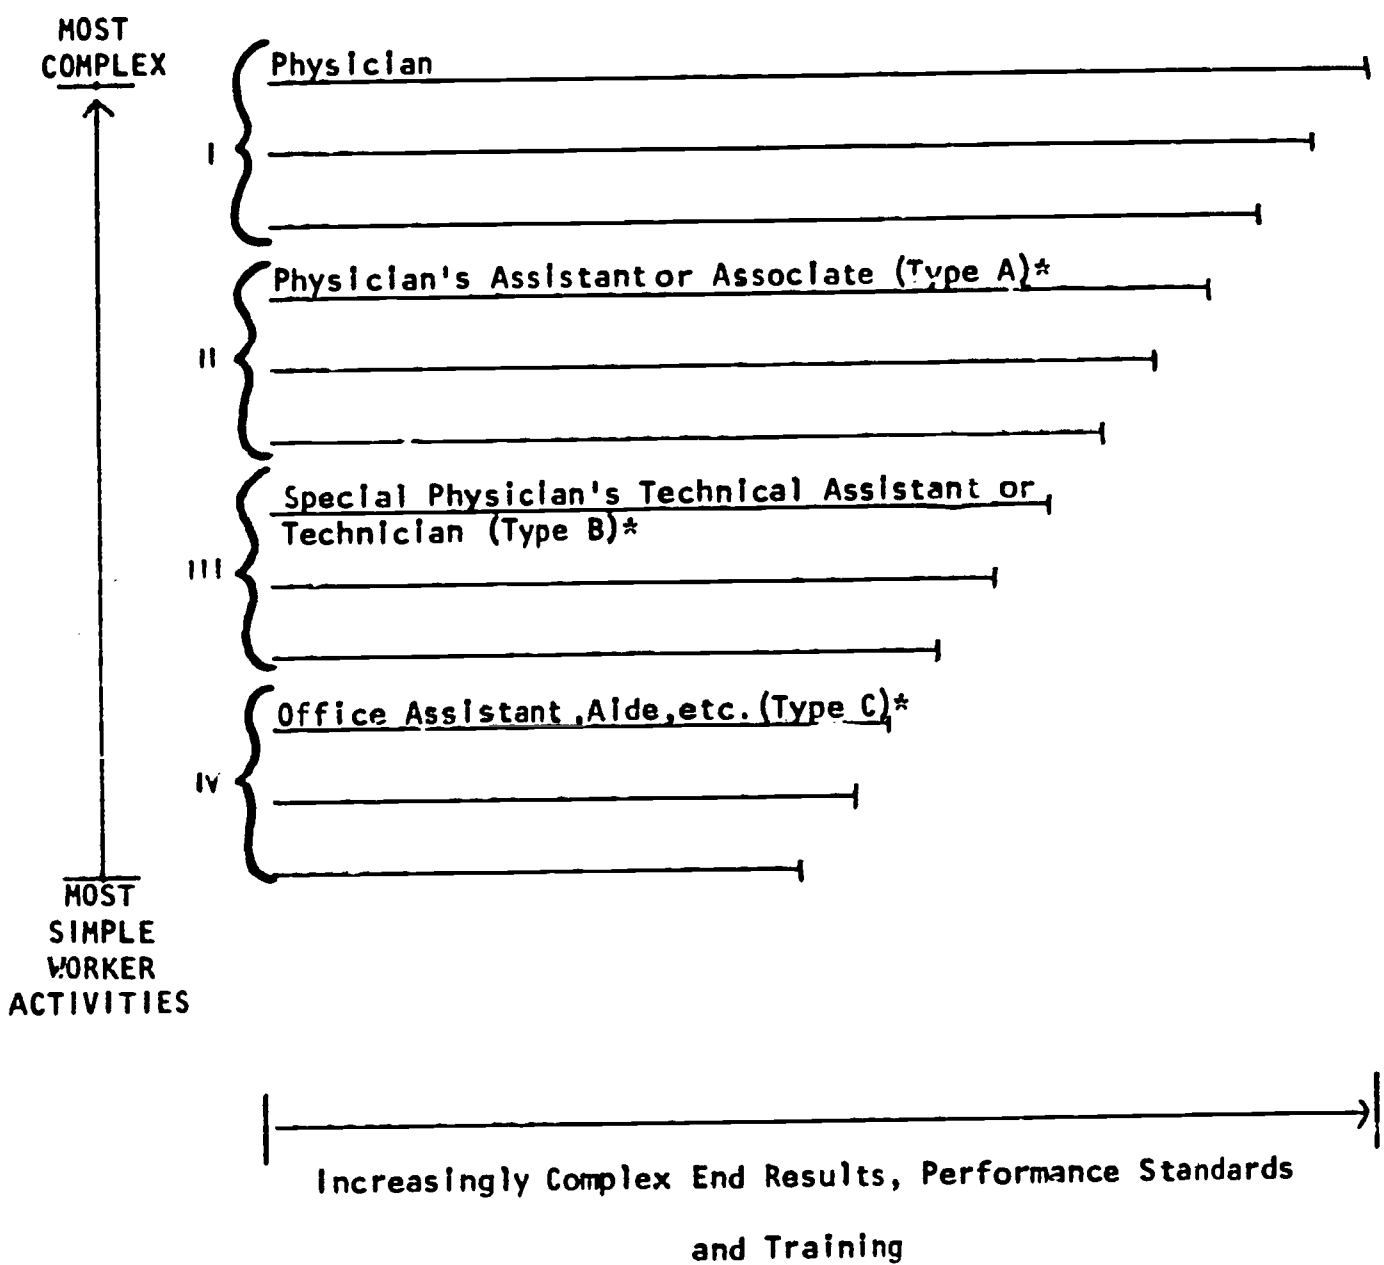 MOST
COMPLEX
Physician
I
Physician's Assistant or Associate (Type A)*
II
Special Physician's Technical Assistant or
Technician (Type B)*
III
Office Assistant, Aide, etc. (Type C)*
IV
MOST
SIMPLE
WORKER
ACTIVITIES
Increasingly Complex End Results, Performance Standards
and Training